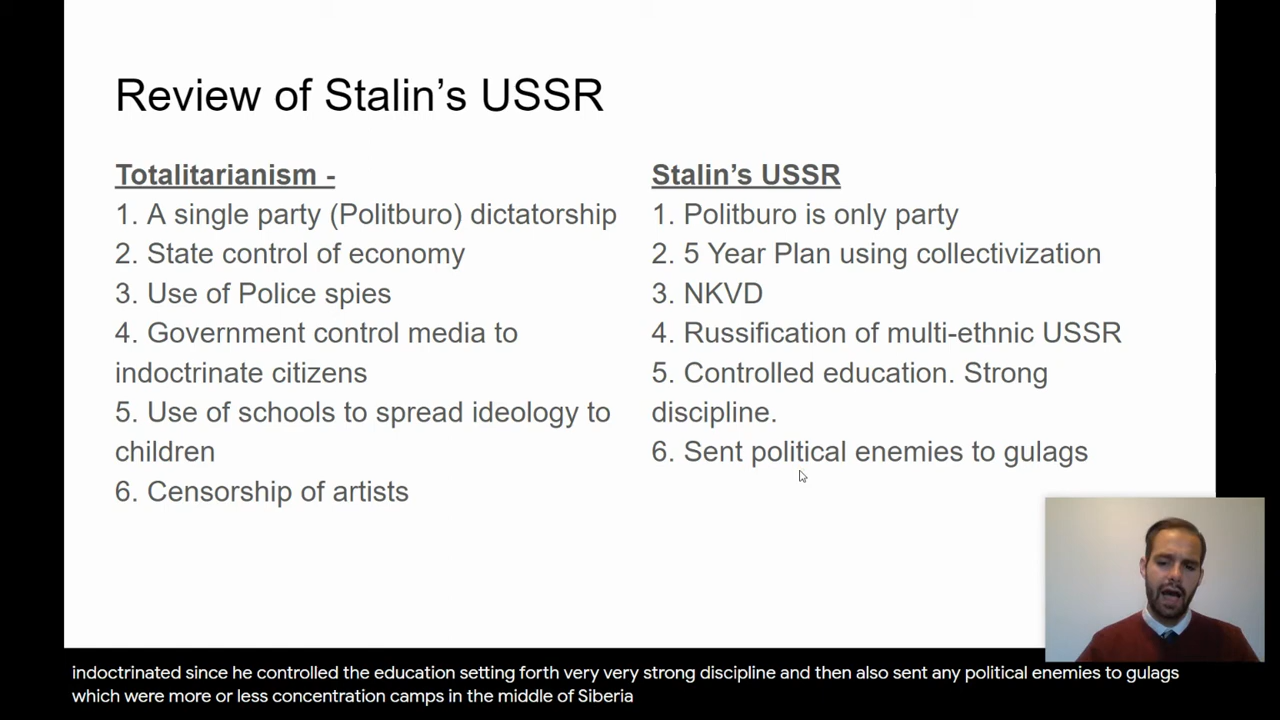 Review of Stalin's USSR
Totalitarianism -
1. A single party (Politburo) dictatorship
2. State control of economy
3. Use of Police spies
4. Government control media to
indoctrinate citizens
5. Use of schools to spread ideology to
children
6. Censorship of artists
Stalin's USSR
1. Politburo is only party
2. 5 Year Plan using collectivization
3. NKVD
4. Russification of multi-ethnic USSR
5. Controlled education. Strong
discipline.
6. Sent political enemies to gulags
indoctrinated since he controlled the education setting forth very very strong discipline and then also sent any political enemies to gulags
which were more or less concentration camps in the middle of Siberia